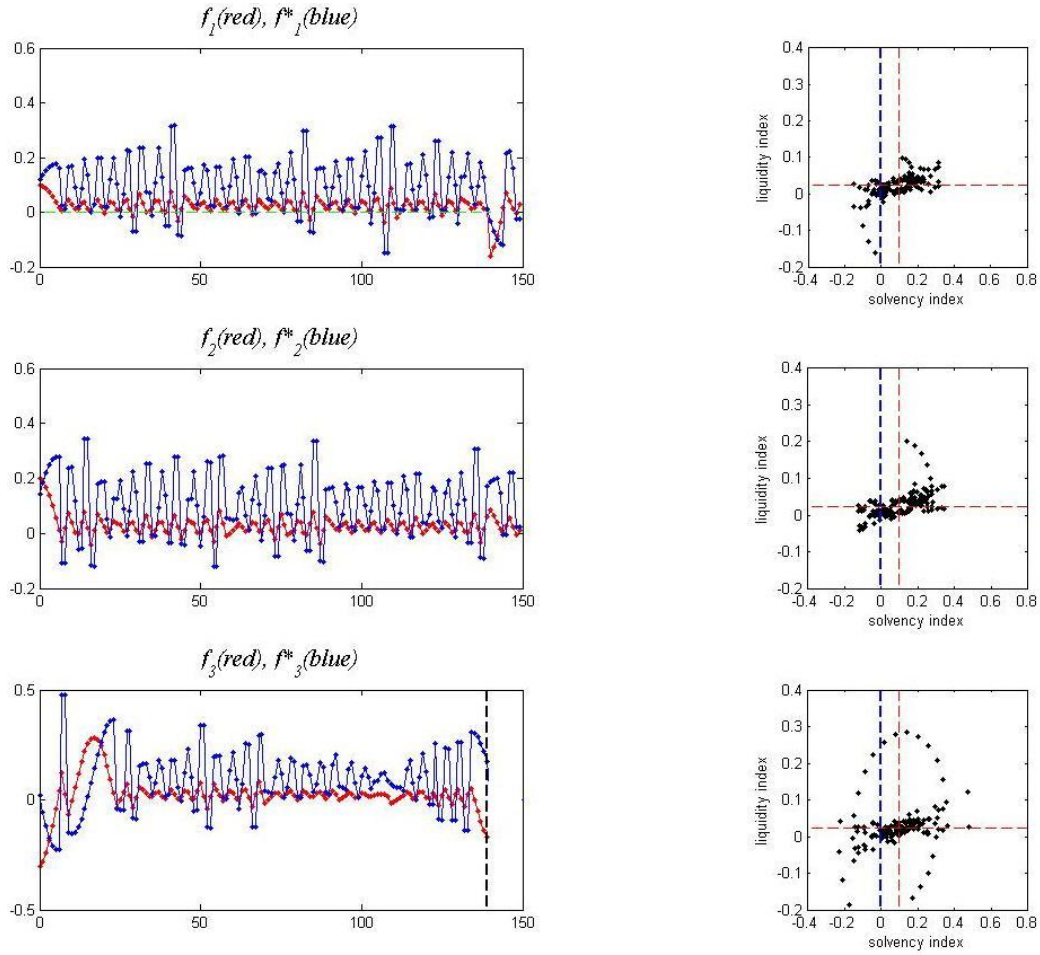 f1(red), f*1(blue)
0.6
0.4
0.2
0
-0.2
0 50 100 150
0.4
0.3
0.2
0.1
0
-0.1
-0.2
-0.4 -0.2 0 0.2 0.4 0.6 0.8
liquidity index
solvency index
f2(red), f*2(blue)
0.6
0.4
0.2
0
-0.2
0 50 100 150
0.4
0.3
0.2
0.1
0
-0.1
-0.2
-0.4 -0.2 0 0.2 0.4 0.6 0.8
liquidity index
solvency index
f3(red), f*3(blue)
0.5
0
-0.5
0 50 100 150
0.4
0.3
0.2
0.1
0
-0.1
-0.2
-0.4 -0.2 0 0.2 0.4 0.6 0.8
liquidity index
solvency index